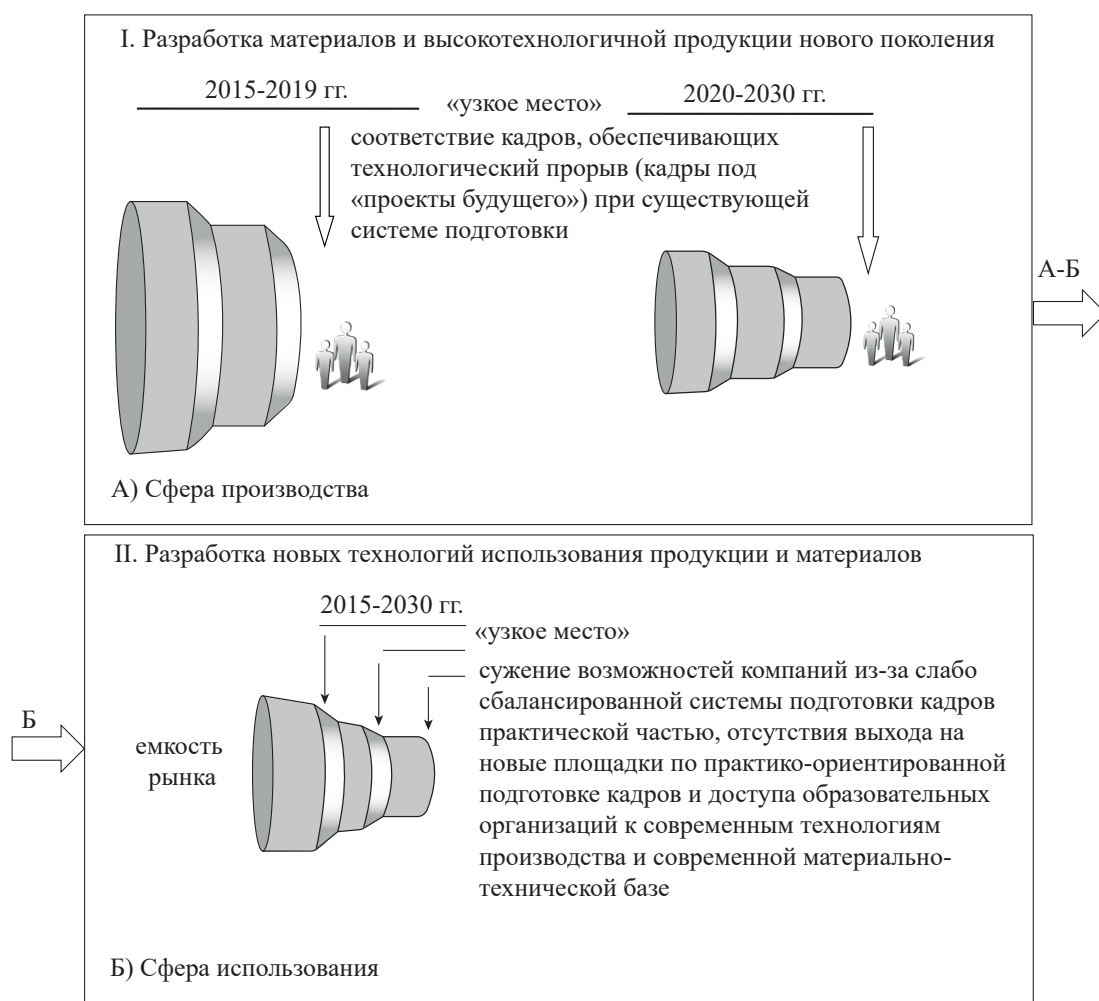 I. Разработка материалов и высокотехнологичной продукции нового поколения
2015-2019 гг.
«узкое место»
2020-2030 гг.
соответствие кадров, обеспечивающих
технологический прорыв (кадры под
«проекты будущего») при существующей
системе подготовки
А-Б
А) Сфера производства
II. Разработка новых технологий использования продукции и материалов
2015-2030 гг.
«узкое место»
сужение возможностей компаний из-за слабо
сбалансированной системы подготовки кадров
практической частью, отсутствия выхода на
новые площадки по практико-ориентированной
подготовке кадров и доступа образовательных
организаций к современным технологиям
производства и современной материально-
технической базе
Б
емкость
рынка
Б) Сфера использования